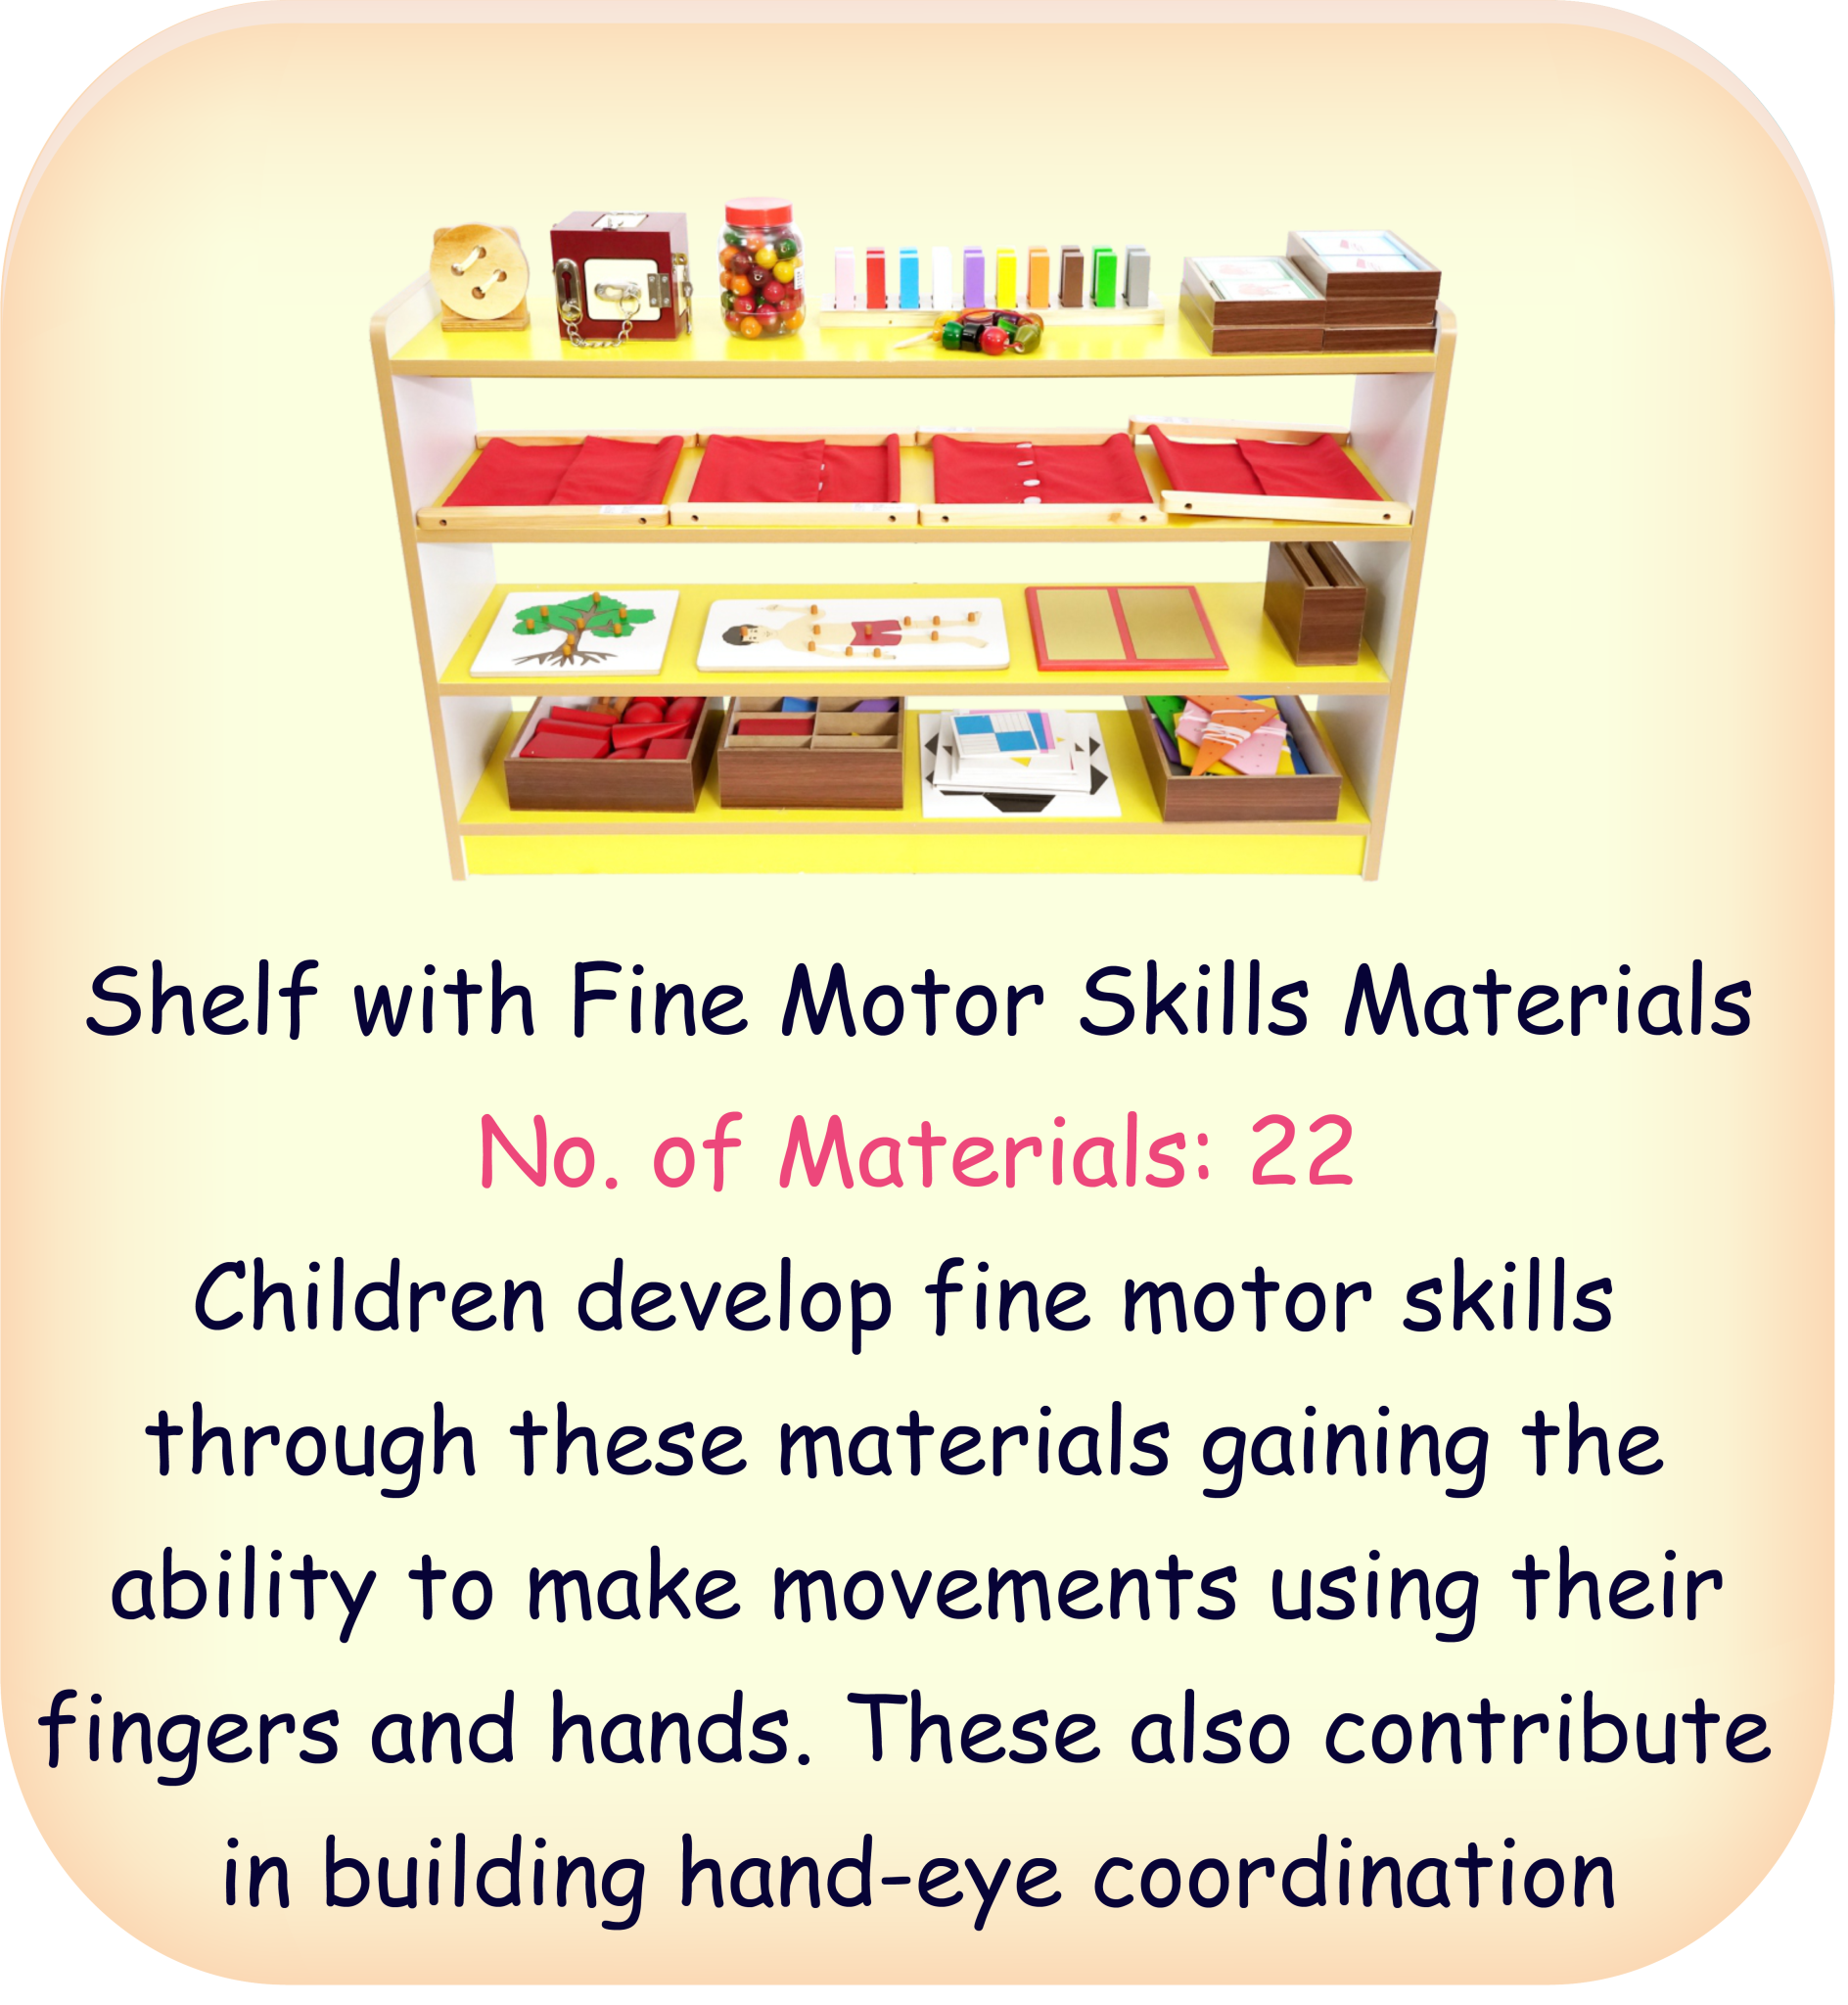 Shelf with Fine Motor Skills Materials
No. of Materials: 22
Children develop fine motor skills
through these materials gaining the
ability to make movements using their
fingers and hands. These also contribute
in building hand-eye coordination